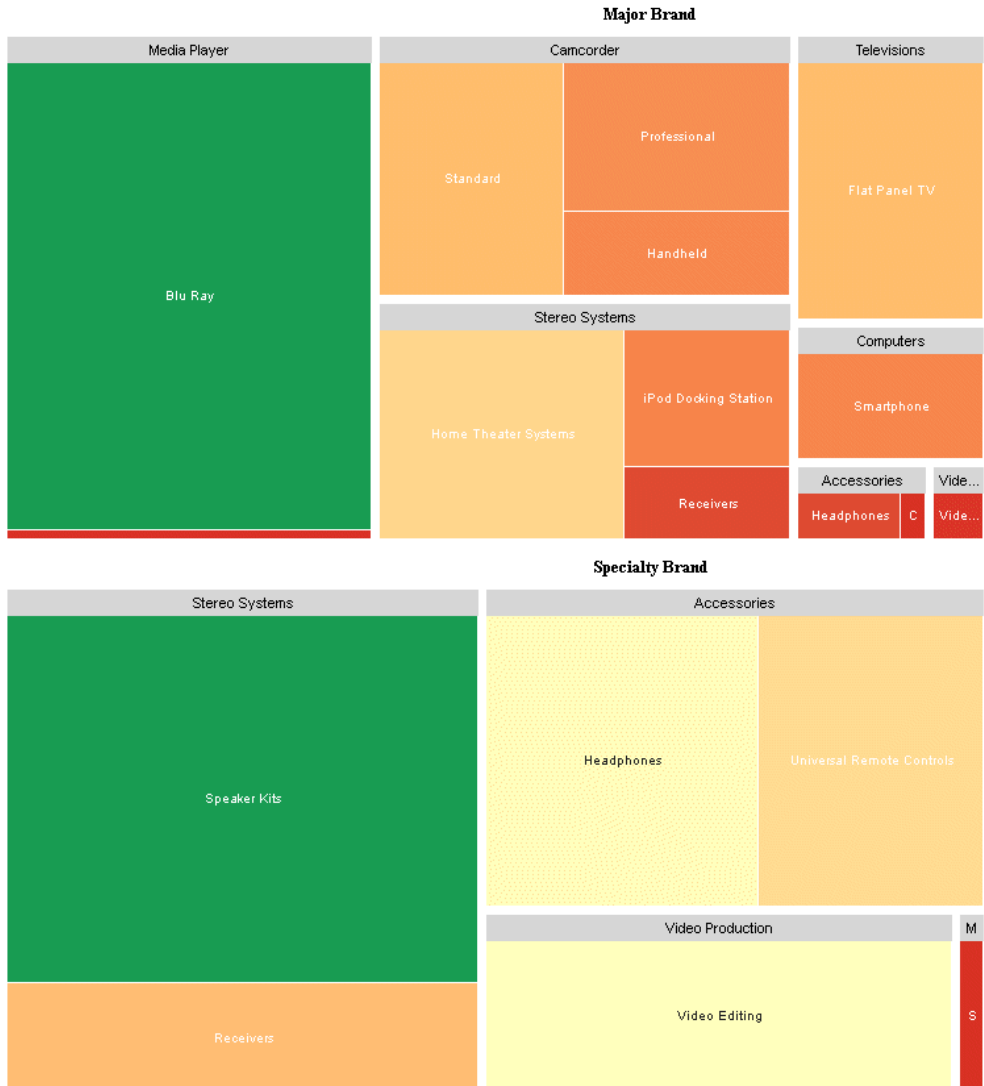 Major Brand
Media Player
Camcorder
Televisions
Blu Ray
Standard
Professional
Handheld
Flat Panel TV
Stereo Systems
Home Theater Systems
iPod Docking Station
Receivers
Computers
Smartphone
Accessories
Vide...
Headphones
C
Vide...
Specialty Brand
Stereo Systems
Accessories
Speaker Kits
Receivers
Headphones
Universal Remote Controls
Video Production
M
Video Editing
S